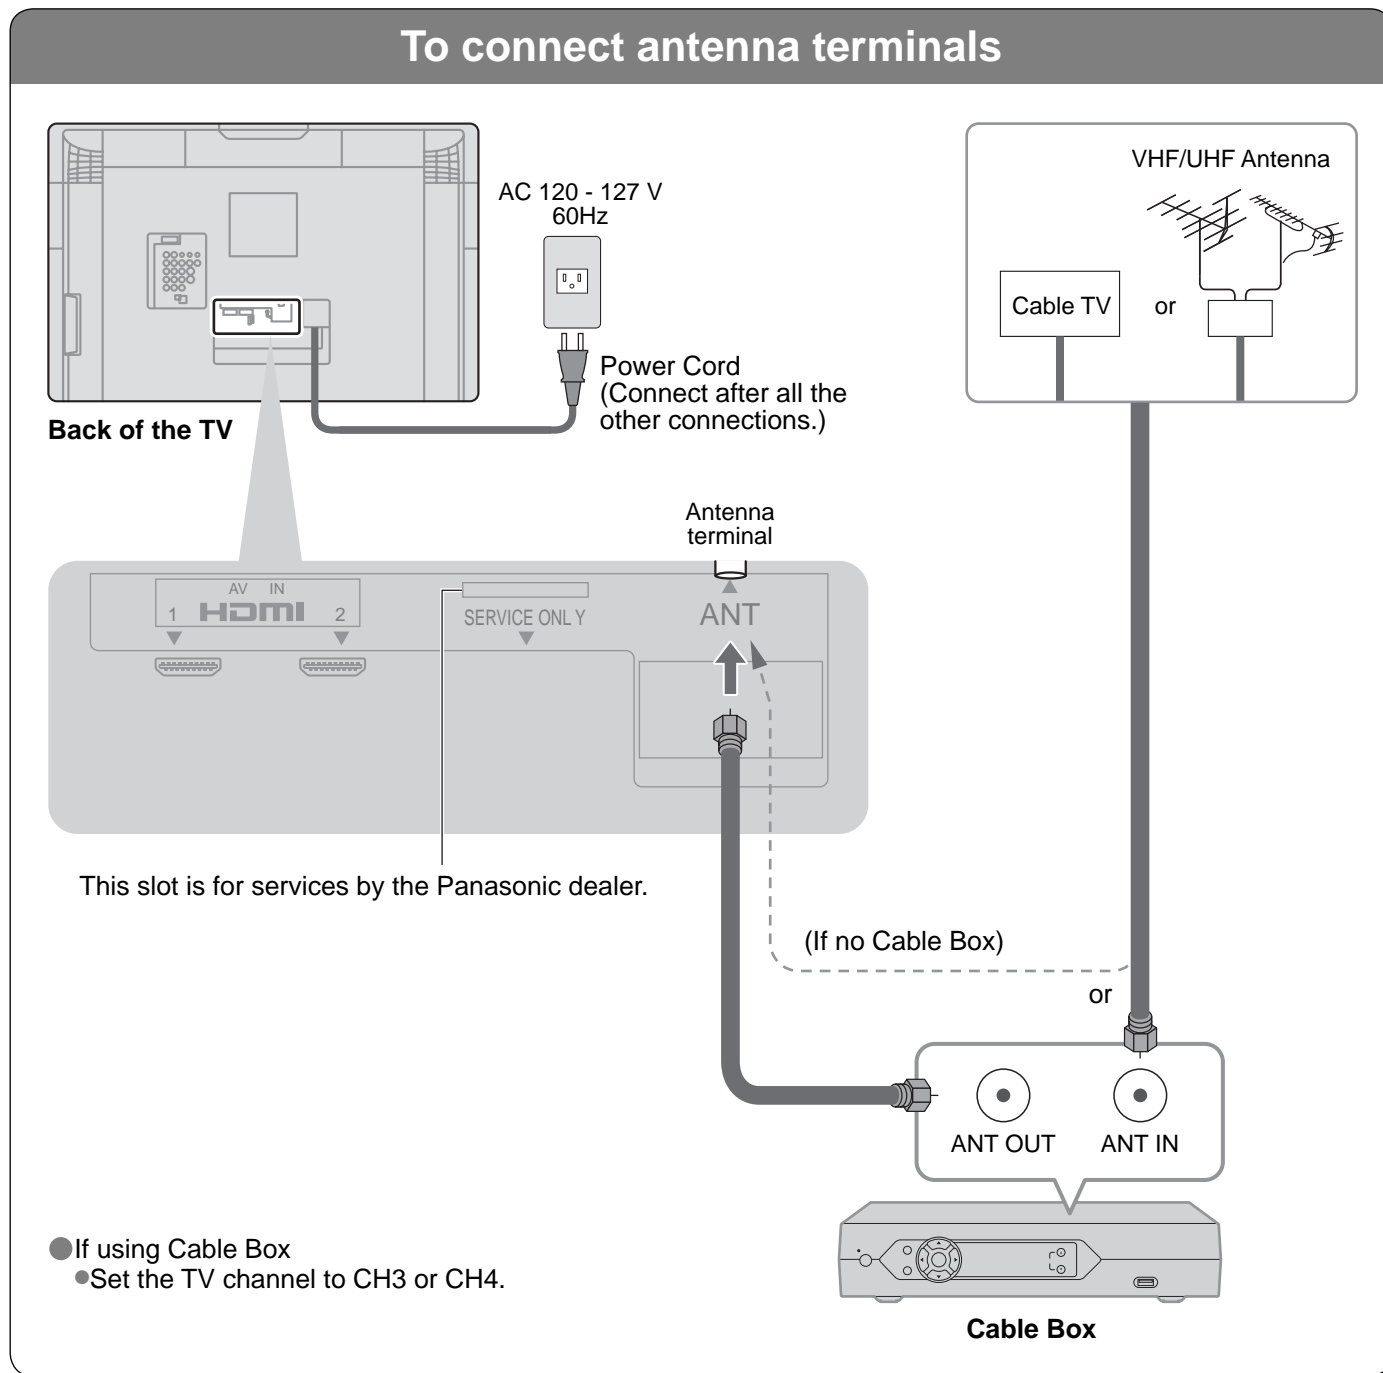 To connect antenna terminals
VHF/UHF Antenna
AC 120 - 127 V
60Hz
Cable TV
or
Power Cord
(Connect after all the
other connections.)
Back of the TV
Antenna
terminal
AV IN
1 HDMI 2
SERVICE ONL Y
ANT
This slot is for services by the Panasonic dealer.
(If no Cable Box)
or
ANT OUT
ANT IN
●If using Cable Box
●Set the TV channel to CH3 or CH4.
Cable Box